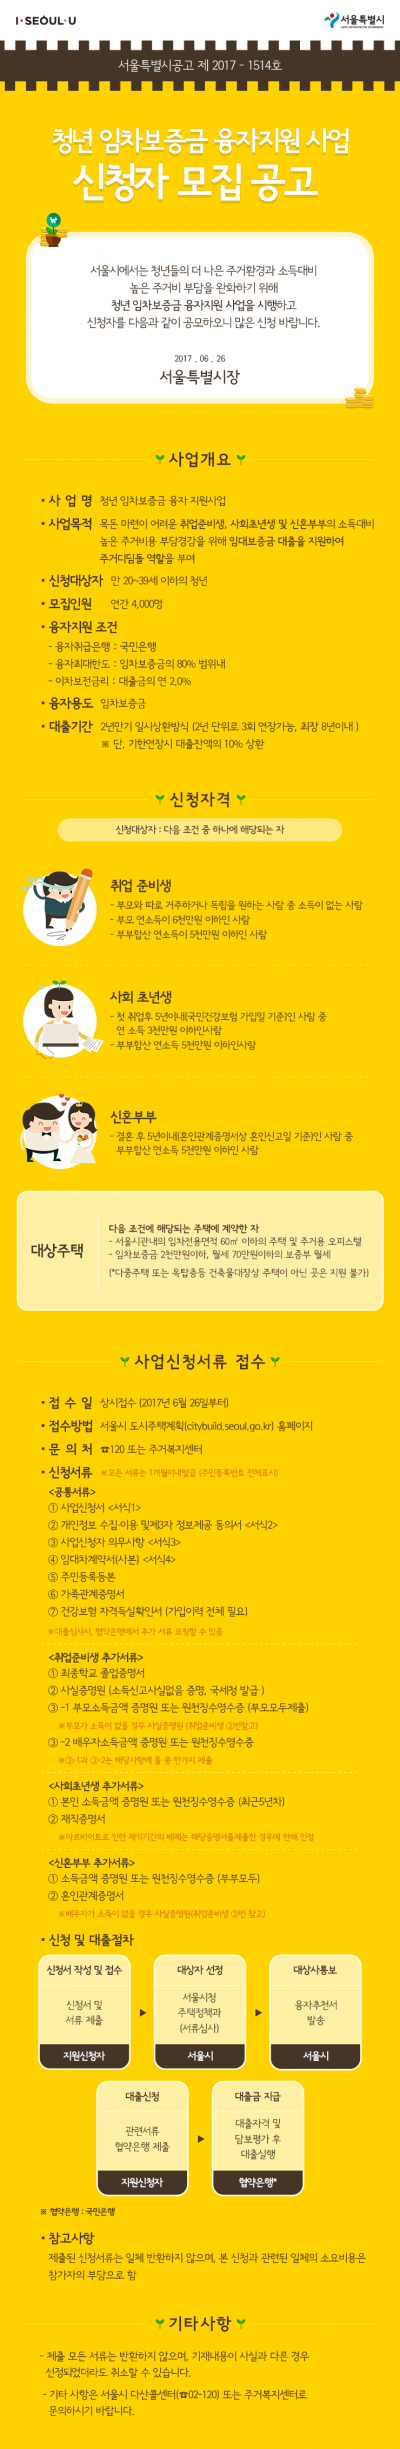 I·SEOUL·U
서울특별시
서울특별시공고 제 2017 - 1514호
청년 임차보증금 융자지원 사업
신청자 모집 공고
서울시에서는 청년들의 더 나은 주거환경과 소득대비
높은 주거비 부담을 완화하기 위해
청년 임차보증금 융자지원 사업을 시행하고
신청자를 다음과 같이 공모하오니 많은 신청 바랍니다.
2017 . 06 . 26
서울특별시장
사업개요
• 사 업 명 청년 임차보증금 융자 지원사업
• 사업목적 목돈 마련이 어려운 취업준비생, 사회초년생 및 신혼부부의 소득대비
높은 주거비용 부담경감을 위해 임대보증금 대출을 지원하여
주거디딤돌 역할을 부여
• 신청대상자 만 20~39세 이하의 청년
• 모집인원 연간 4,000명
• 융자지원 조건
- 융자취급은행 : 국민은행
- 융자최대한도 : 임차보증금의 80% 범위내
- 이차보전금리 : 대출금의 연 2.0%
• 융자용도 임차보증금
• 대출기간 2년만기 일시상환방식 (2년 단위로 3회 연장가능, 최장 8년이내 )
※ 단, 기한연장시 대출잔액의 10% 상환
신청자격
신청대상자 : 다음 조건 중 하나에 해당되는 자
취업 준비생
- 부모와 따로 거주하거나 독립을 원하는 사람 중 소득이 없는 사람
- 부모 연소득이 6천만원 이하인 사람
- 부부합산 연소득이 5천만원 이하인 사람
사회 초년생
- 첫 취업후 5년이내(국민건강보험 가입일 기준)인 사람 중
연 소득 3천만원 이하인사람
- 부부합산 연소득 5천만원 이하인사람
신혼부부
- 결혼 후 5년이내(혼인관계증명서상 혼인신고일 기준)인 사람 중
부부합산 연소득 5천만원 이하인 사람
대상주택
다음 조건에 해당되는 주택에 계약한 자
- 서울시관내의 임차전용면적 60㎡ 이하의 주택 및 주거용 오피스텔
- 임차보증금 2천만원이하, 월세 70만원이하의 보증부 월세
(*다중주택 또는 옥탑층등 건축물대장상 주택이 아닌 곳은 지원 불가)
사업신청서류 접수
• 접 수 일 상시접수 (2017년 6월 26일부터)
• 접수방법 서울시 도시주택계획(citybuild.seoul.go.kr) 홈페이지
• 문 의 처 ☎120 또는 주거복지센터
• 신청서류 ※모든 서류는 1개월이내발급 (주민등록번호 전체표시)
<공통서류>
① 사업신청서 <서식1>
② 개인정보 수집·이용 및제3자 정보제공 동의서 <서식2>
③ 사업신청자 의무사항 <서식3>
④ 임대차계약서(사본) <서식4>
⑤ 주민등록등본
⑥ 가족관계증명서
⑦ 건강보험 자격득실확인서 (가입이력 전체 필요)
※대출심사시, 협약은행에서 추가 서류 요청할 수 있음
<취업준비생 추가서류>
① 최종학교 졸업증명서
② 사실증명원 (소득신고사실없음 증명, 국세청 발급 )
③ -1 부모소득금액 증명원 또는 원천징수영수증 (부모모두제출)
※부모가 소득이 없을 경우 사실증명원 (취업준비생 ②번참고)
③ -2 배우자소득금액 증명원 또는 원천징수영수증
※③-1과 ③-2는 해당사항에 둘 중 한가지 제출
<사회초년생 추가서류>
① 본인 소득금액 증명원 또는 원천징수영수증 (최근5년차)
② 재직증명서
※아르바이트로 인한 재직기간의 배제는 해당증명서를제출한 경우에 한해 인정
<신혼부부 추가서류>
① 소득금액 증명원 또는 원천징수영수증 (부부모두)
② 혼인관계증명서
※배우자가 소득이 없을 경우 사실증명원(취업준비생 ②번 참고)
• 신청 및 대출절차
신청서 작성 및 접수
신청서 및
서류 제출
지원신청자
▶
대상자 선정
서울시청
주택정책과
(서류심사)
서울시
▶
대상사통보
융자추천서
발송
서울시
대출신청
관련서류
협약은행 제출
지원신청자
▶
대출금 지급
대출자격 및
담보평가 후
대출실행
협약은행*
※ 협약은행 : 국민은행
• 참고사항
제출된 신청서류는 일체 반환하지 않으며, 본 신청과 관련된 일체의 소요비용은
참가자의 부담으로 함
기타사항
- 제출 모든 서류는 반환하지 않으며, 기재내용이 사실과 다른 경우
선정되었더라도 취소할 수 있습니다.
- 기타 사항은 서울시 다산콜센터(☎02-120) 또는 주거복지센터로
문의하시기 바랍니다.